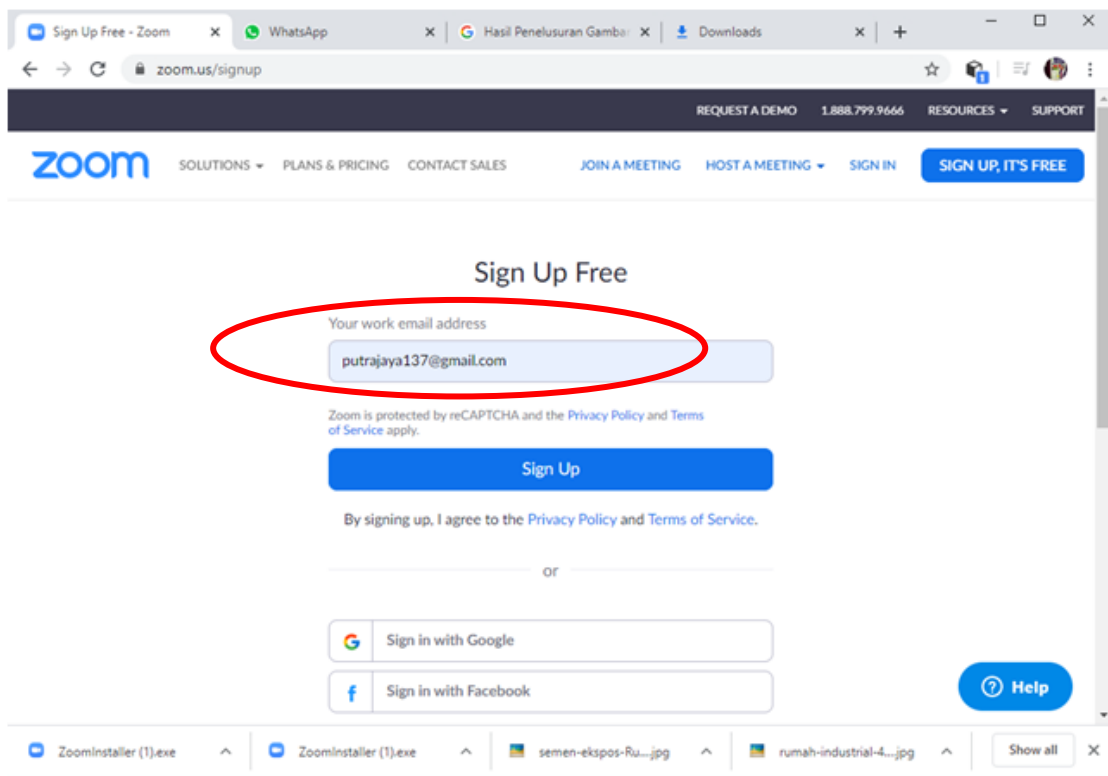 Sign Up Free - Zoom
WhatsApp
Hasil Penelusuran Gambar
Downloads
zoom.us/signup
REQUEST A DEMO 1.888.799.9666 RESOURCES SUPPORT
zoom SOLUTIONS PLANS & PRICING CONTACT SALES JOIN A MEETING HOST A MEETING SIGN IN SIGN UP, IT'S FREE
Sign Up Free
Your work email address
putrajaya137@gmail.com
Zoom is protected by reCAPTCHA and the Privacy Policy and Terms
of Service apply.
Sign Up
By signing up, I agree to the Privacy Policy and Terms of Service.
or
G Sign in with Google
f Sign in with Facebook
? Help
ZoomInstaller (1).exe ZoomInstaller (1).exe semen-ekspos-Ru....jpg rumah-industrial-4....jpg Show all